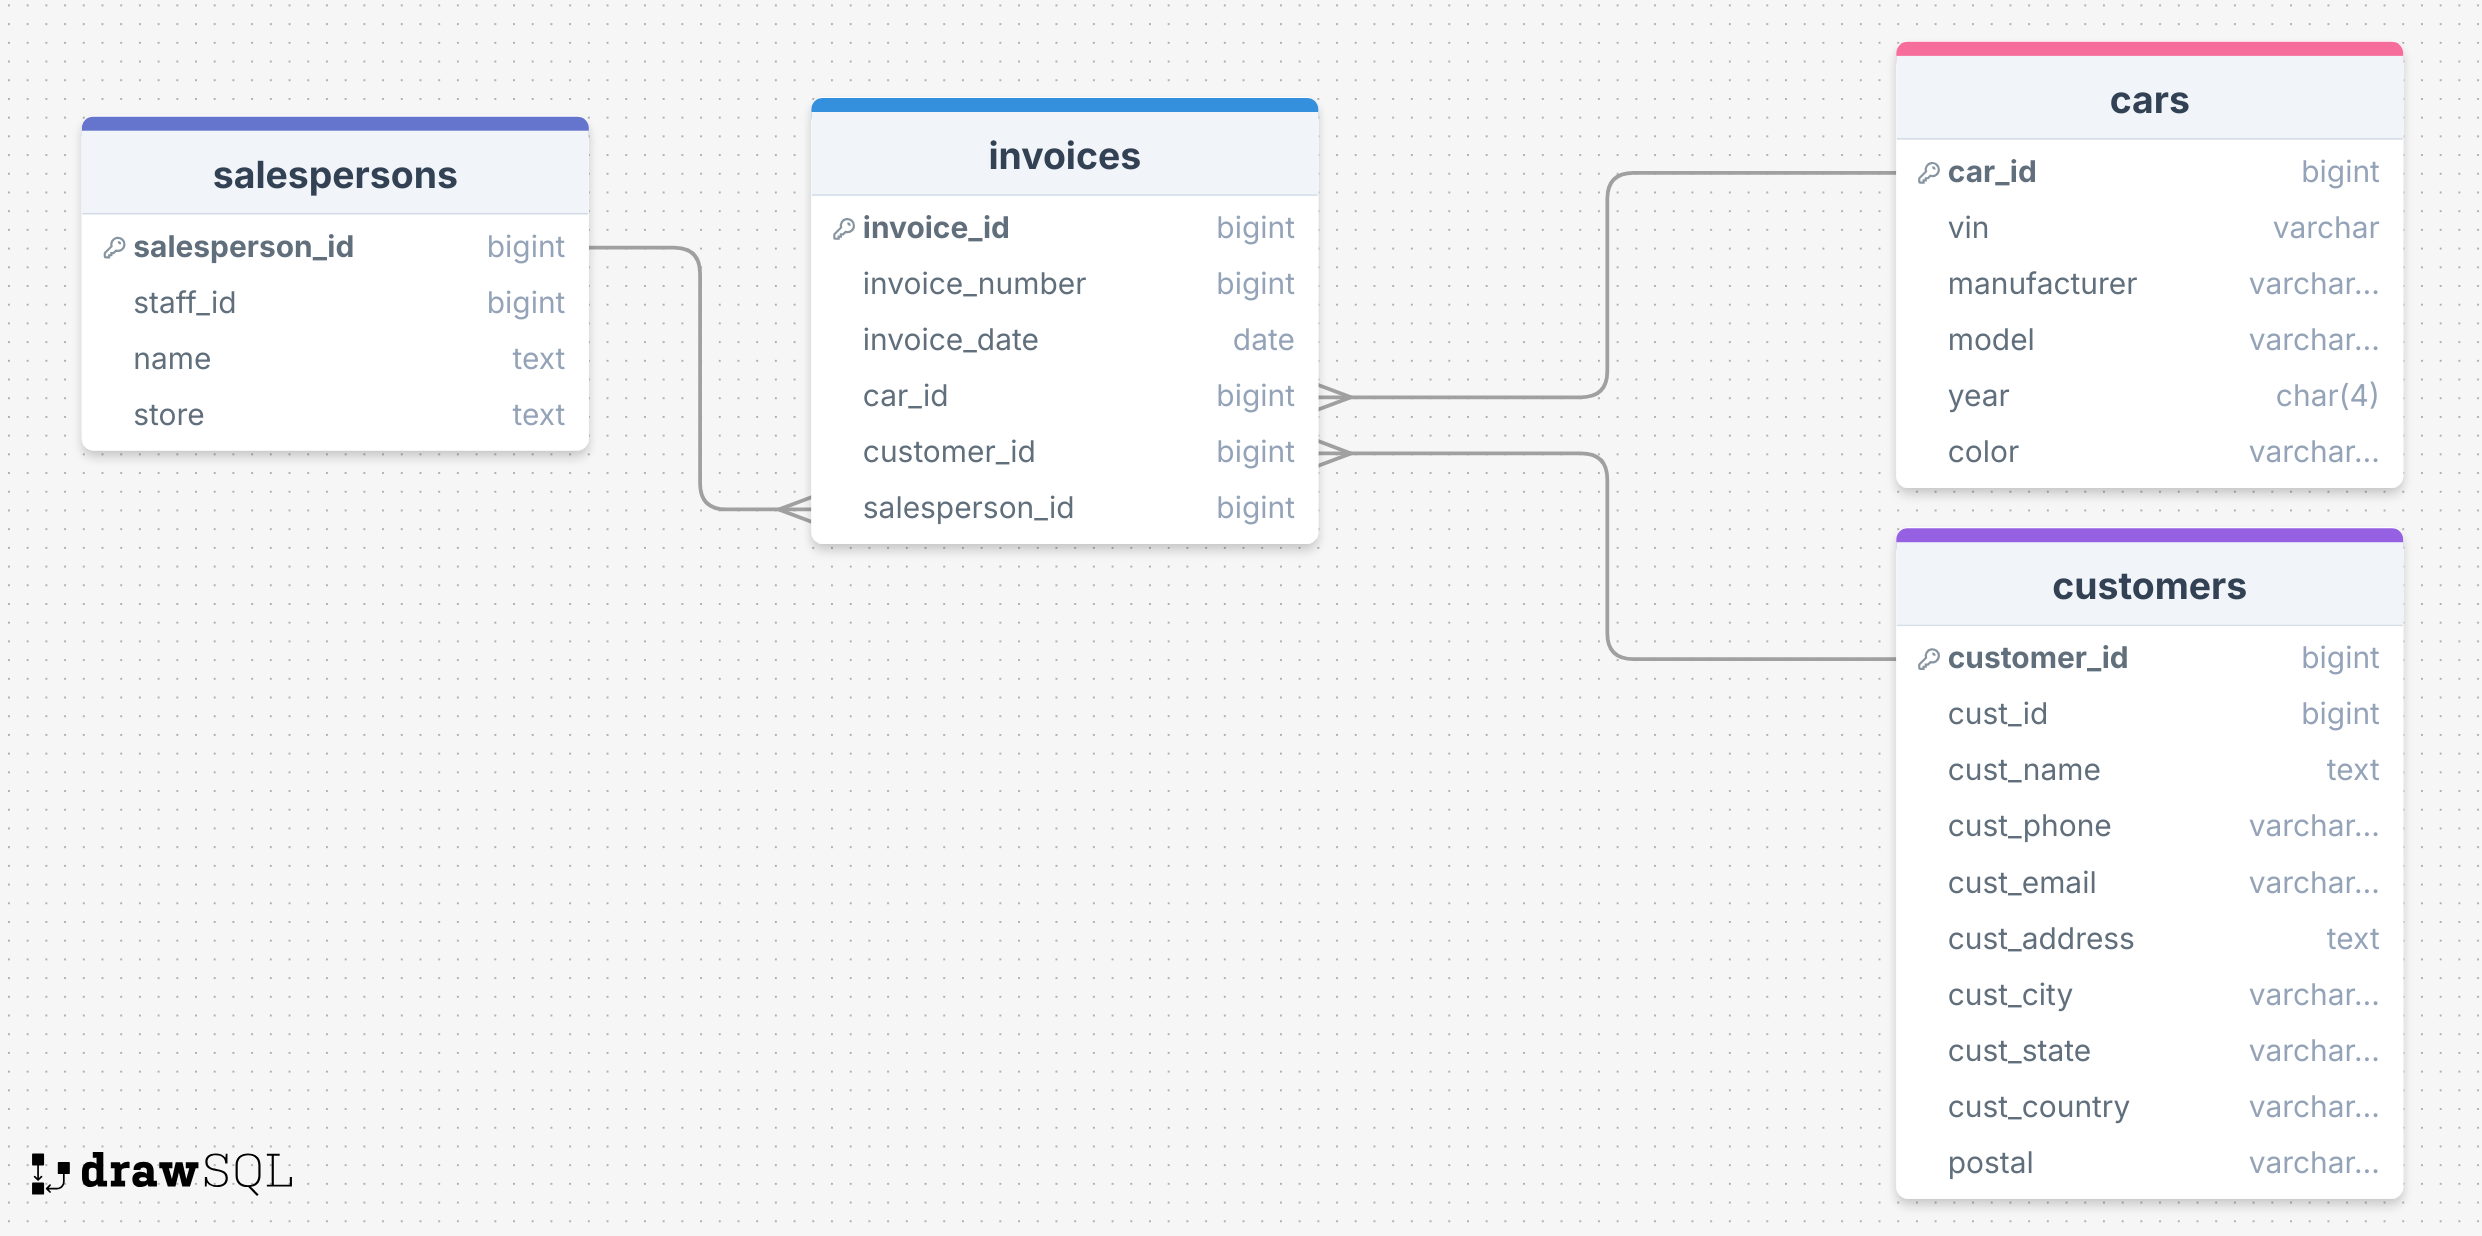 salespersons
salesperson_id bigint
staff_id bigint
name text
store text
invoices
invoice_id bigint
invoice_number bigint
invoice_date date
car_id bigint
customer_id bigint
salesperson_id bigint
cars
car_id bigint
vin varchar
manufacturer varchar...
model varchar...
year char(4)
color varchar...
customers
customer_id bigint
cust_id bigint
cust_name text
cust_phone varchar...
cust_email varchar...
cust_address text
cust_city varchar...
cust_state varchar...
cust_country varchar...
postal varchar...
drawSQL